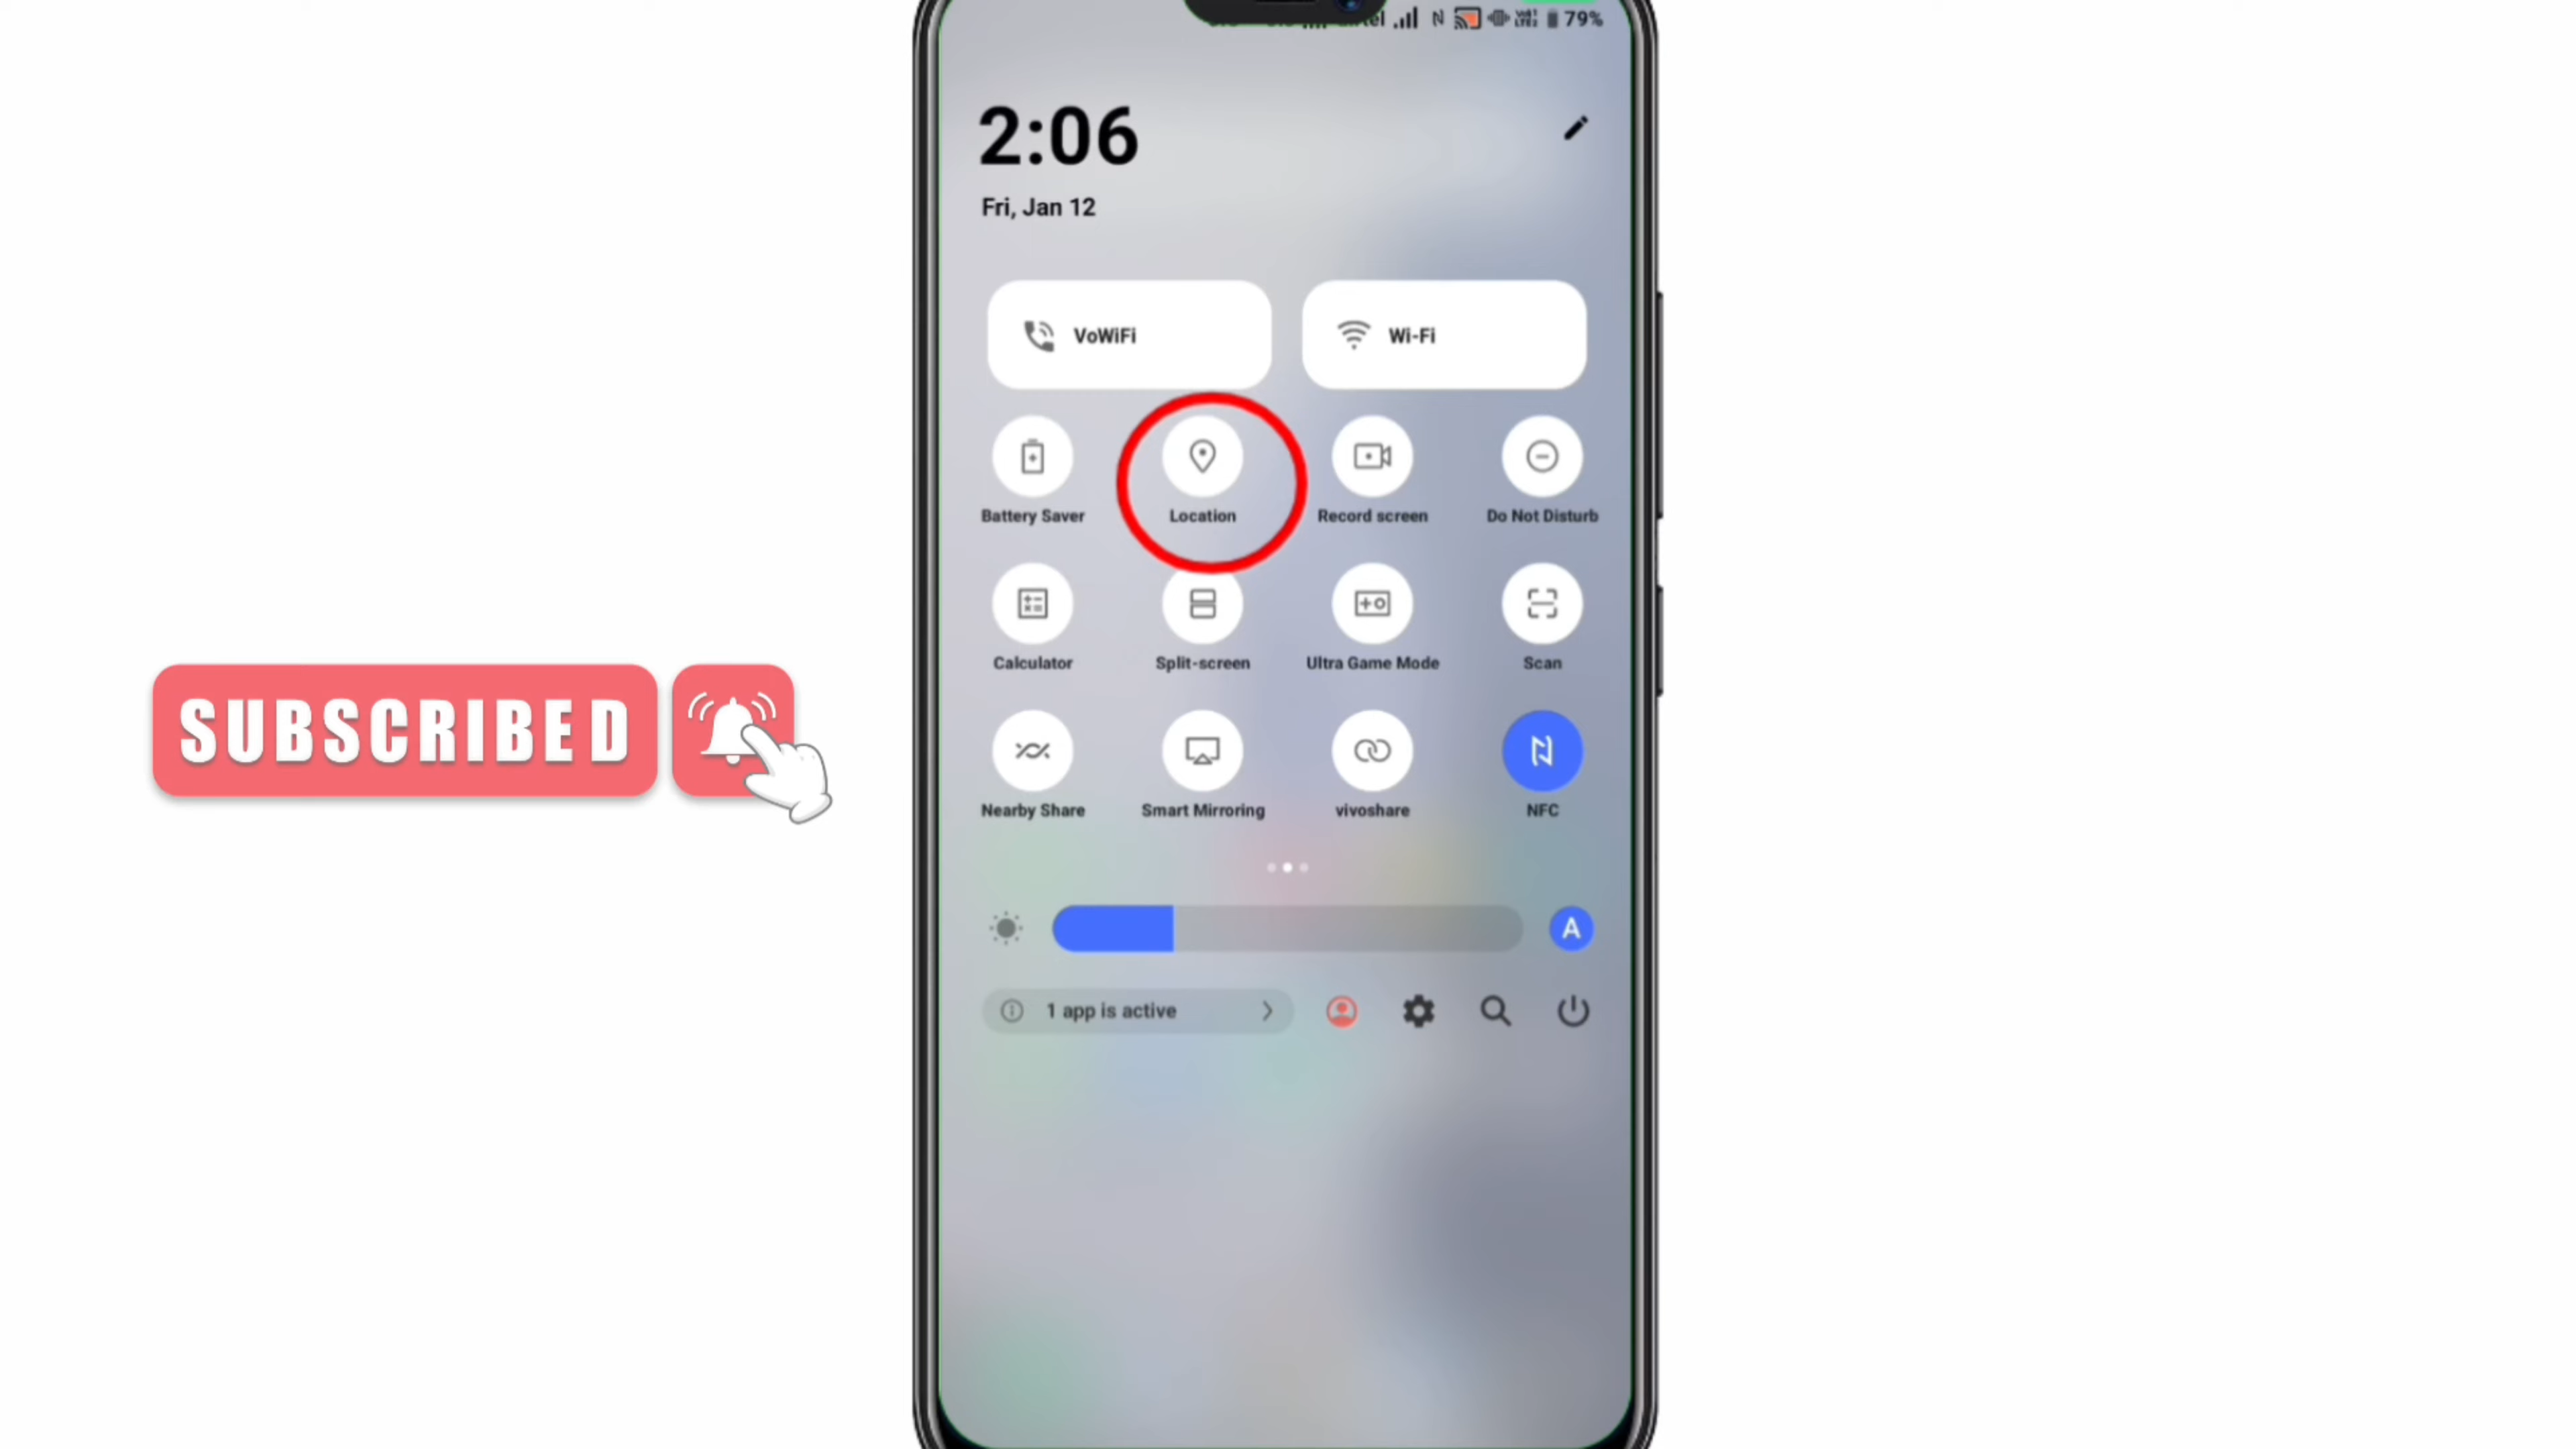 79%
2:06
Fri, Jan 12
VoWiFi
Wi-Fi
Battery Saver
Location
Record screen
Do Not Disturb
Calculator
Split-screen
Ultra Game Mode
Scan
SUBSCRIBED
Nearby Share
Smart Mirroring
vivoshare
NFC
A
1 app is active